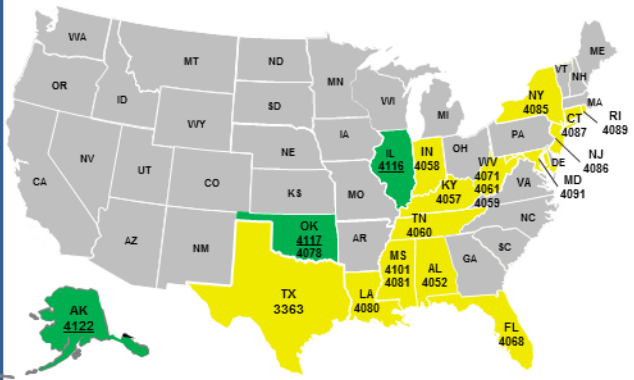 WA
MT
ND
MN
ME
VT
NH
OR
ID
SD
WI
MI
NY
4085
MA
RI
4089
CT
4087
WY
IA
PA
NJ
4086
NV
UT
NE
IL
4116
IN
4058
OH
WV
4071
4061
4059
DE
MD
4091
CA
CO
KS
MO
KY
4057
VA
TN
4060
NC
AZ
NM
OK
4117
4078
AR
MS
4101
4081
AL
4052
GA
SC
TX
3363
LA
4080
FL
4068
AK
4122